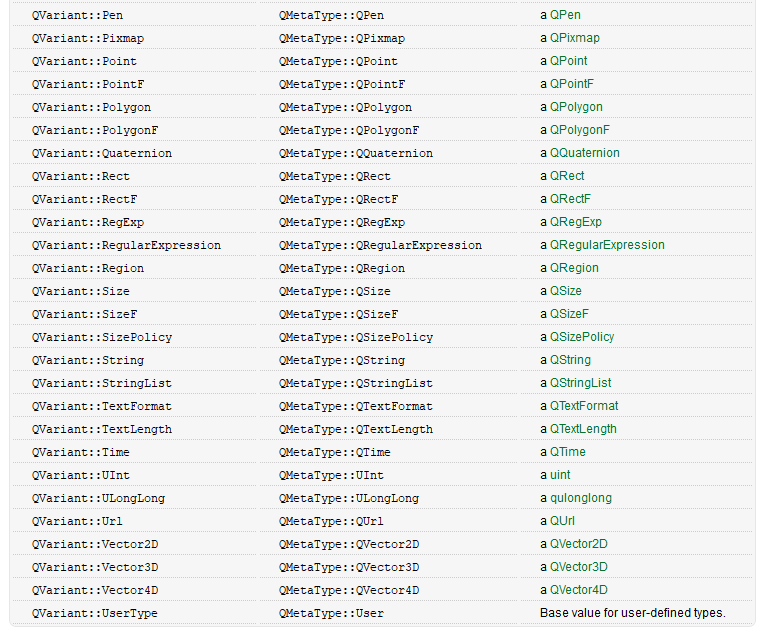 QVariant::Pen QMetaType::QPen a QPen
QVariant::Pixmap QMetaType::QPixmap a QPixmap
QVariant::Point QMetaType::QPoint a QPoint
QVariant::PointF QMetaType::QPointF a QPointF
QVariant::Polygon QMetaType::QPolygon a QPolygon
QVariant::PolygonF QMetaType::QPolygonF a QPolygonF
QVariant::Quaternion QMetaType::QQuaternion a QQuaternion
QVariant::Rect QMetaType::QRect a QRect
QVariant::RectF QMetaType::QRectF a QRectF
QVariant::RegExp QMetaType::QRegExp a QRegExp
QVariant::RegularExpression QMetaType::QRegularExpression a QRegularExpression
QVariant::Region QMetaType::QRegion a QRegion
QVariant::Size QMetaType::QSize a QSize
QVariant::SizeF QMetaType::QSizeF a QSizeF
QVariant::SizePolicy QMetaType::QSizePolicy a QSizePolicy
QVariant::String QMetaType::QString a QString
QVariant::StringList QMetaType::QStringList a QStringList
QVariant::TextFormat QMetaType::QTextFormat a QTextFormat
QVariant::TextLength QMetaType::QTextLength a QTextLength
QVariant::Time QMetaType::QTime a QTime
QVariant::UInt QMetaType::UInt a uint
QVariant::ULongLong QMetaType::ULongLong a qulonglong
QVariant::Url QMetaType::QUrl a QUrl
QVariant::Vector2D QMetaType::QVector2D a QVector2D
QVariant::Vector3D QMetaType::QVector3D a QVector3D
QVariant::Vector4D QMetaType::QVector4D a QVector4D
QVariant::UserType QMetaType::User Base value for user-defined types.